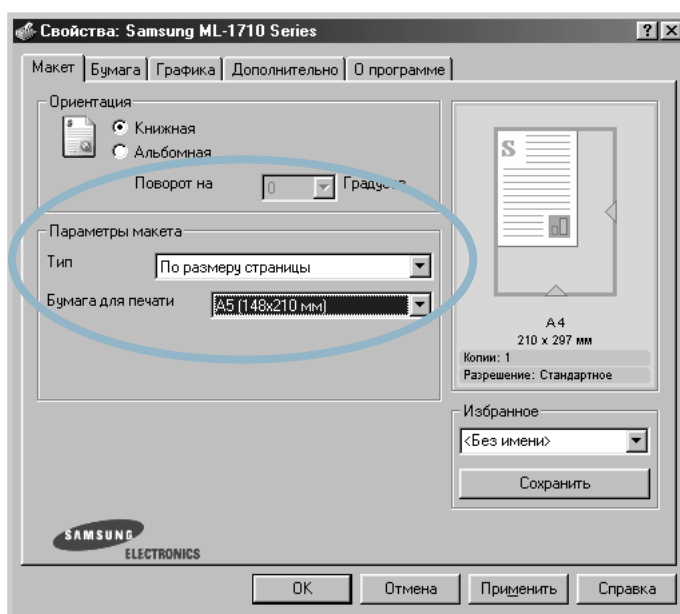 Свойства: Samsung ML-1710 Series
Макет Бумага Графика Дополнительно О программе
Ориентация
Книжная
Альбомная
Поворот на 0 Градусов
Параметры макета
Тип По размеру страницы
Бумага для печати A5 (148x210 мм)
S
A4
210 x 297 мм
Копии: 1
Разрешение: Стандартное
Избранное
<Без имени>
Сохранить
SAMSUNG
ELECTRONICS
OK Отмена Применить Справка